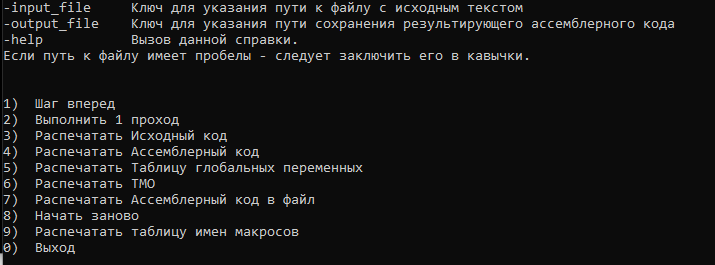 -input_file Ключ для указания пути к файлу с исходным текстом
-output_file Ключ для указания пути сохранения результирующего ассемблерного кода
-help Вызов данной справки.
Если путь к файлу имеет пробелы - следует заключить его в кавычки.
1) Шаг вперед
2) Выполнить 1 проход
3) Распечатать Исходный код
4) Распечатать Ассемблерный код
5) Распечатать Таблицу глобальных переменных
6) Распечатать ТМО
7) Распечатать Ассемблерный код в файл
8) Начать заново
9) Распечатать таблицу имен макросов
0) Выход